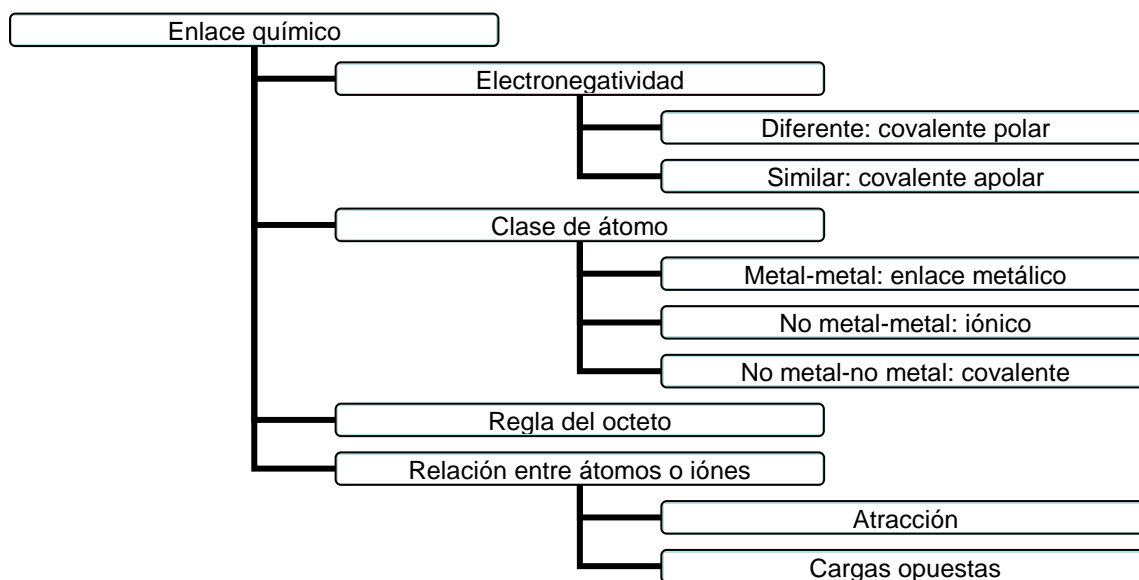 Enlace químico
Electronegatividad
Diferente: covalente polar
Similar: covalente apolar
Clase de átomo
Metal-metal: enlace metálico
No metal-metal: iónico
No metal-no metal: covalente
Regla del octeto
Relación entre átomos o iónes
Atracción
Cargas opuestas